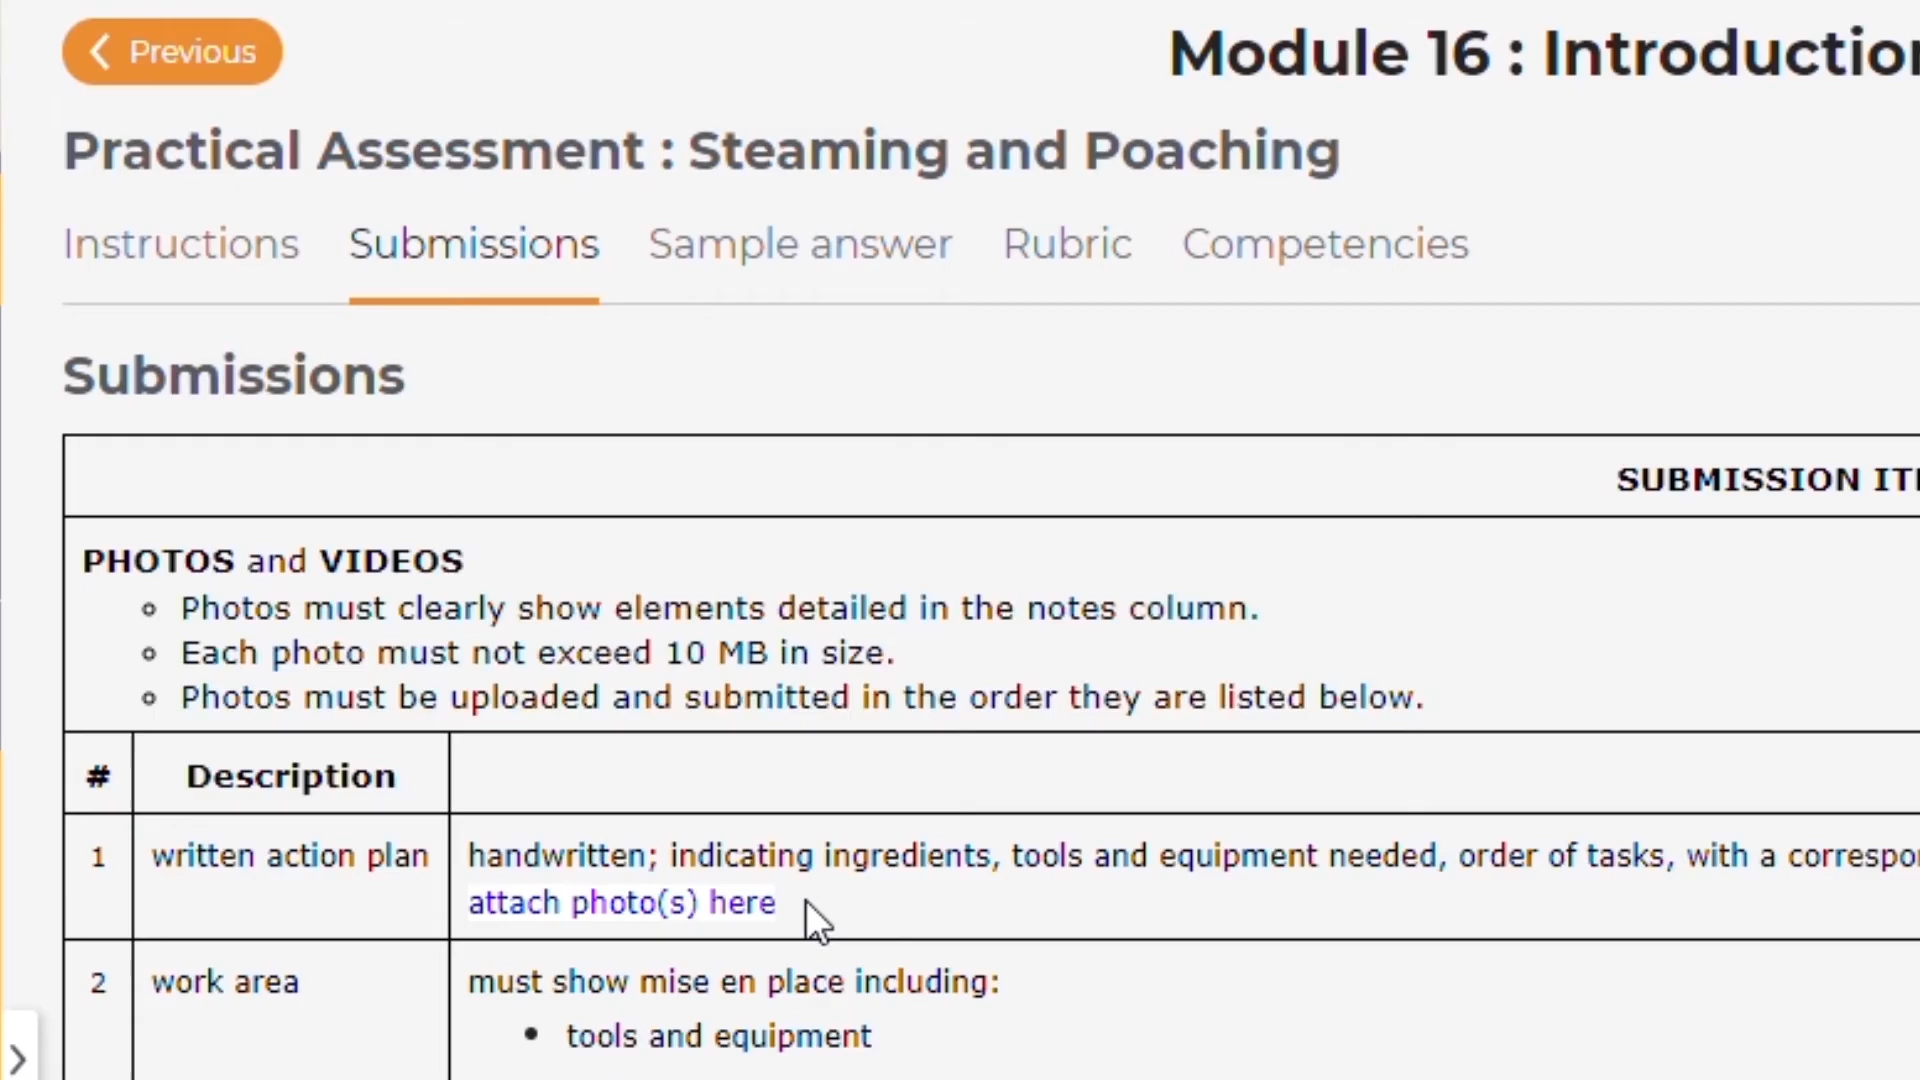 Previous
Module 16 : Introduction
Practical Assessment : Steaming and Poaching
Instructions Submissions Sample answer Rubric Competencies
Submissions
SUBMISSION
PHOTOS and VIDEOS
Photos must clearly show elements detailed in the notes column.
Each photo must not exceed 10 MB in size.
Photos must be uploaded and submitted in the order they are listed below.
# Description
1 written action plan handwritten; indicating ingredients, tools and equipment needed, order of tasks, with a
attach photo(s) here
2 work area must show mise en place including:
• tools and equipment